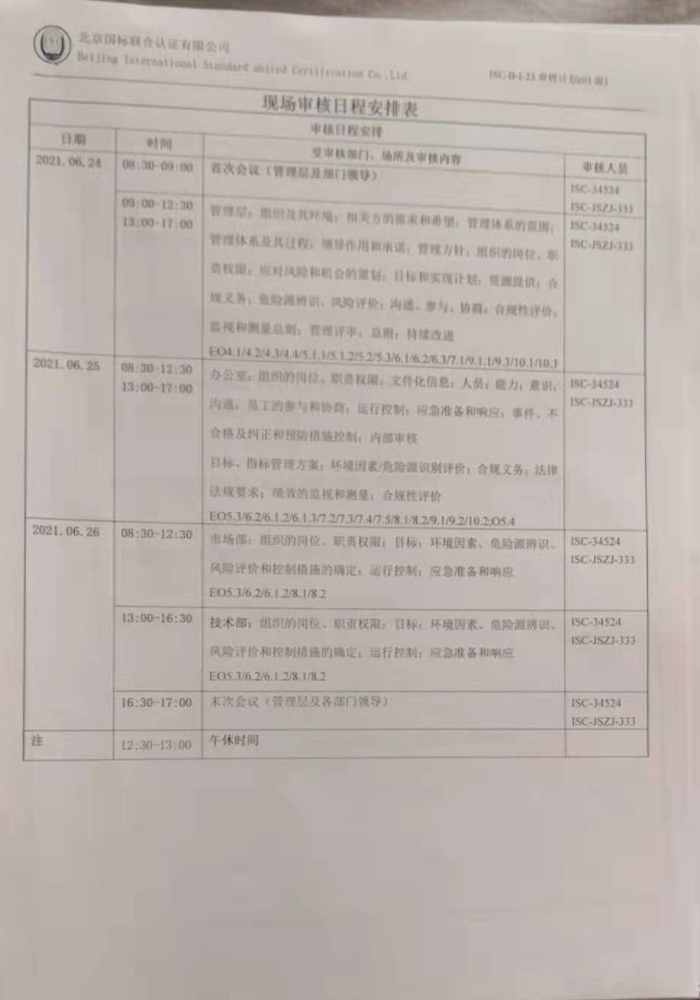 北京国标联合认证有限公司
Beijing International Standard united Certification Co.,Ltd.
ISC-B-I-23 审核计划(03版)
现场审核日程安排表
审核日程安排
日期 时间 受审核部门、场所及审核内容 审核人员
2021.06.24 08:30-09:00 首次会议（管理层及部门领导） ISC-34524
ISC-JSZJ-333
09:00-12:30 管理层：组织及其环境；相关方的需求和希望；管理体系的范围； ISC-34524
13:00-17:00 管理体系及其过程；领导作用和承诺；管理方针；组织的岗位、职 ISC-JSZJ-333
责权限；应对风险和机会的策划；目标和实现计划；资源提供；合
规义务；危险源辨识、风险评价；沟通、参与、协商；合规性评价；
监视和测量总则；管理评审；总则；持续改进
EO4.1/4.2/4.3/4.4/5.1.1/5.1.2/5.2/5.3/6.1/6.2/6.3/7.1/9.1.1/9.3/10.1/10.3
2021.06.25 08:30-12:30 办公室：组织的岗位、职责权限；文件化信息；人员；能力；意识； ISC-34524
13:00-17:00 沟通；员工的参与和协商；运行控制；应急准备和响应；事件、不 ISC-JSZJ-333
合格及纠正和预防措施控制；内部审核
目标、指标管理方案；环境因素/危险源识别评价；合规义务；法律
法规要求；绩效的监视和测量；合规性评价
EO5.3/6.2/6.1.2/6.1.3/7.2/7.3/7.4/7.5/8.1/8.2/9.1/9.2/10.2;O5.4
2021.06.26 08:30-12:30 市场部：组织的岗位、职责权限；目标；环境因素、危险源辨识、 ISC-34524
风险评价和控制措施的确定；运行控制；应急准备和响应 ISC-JSZJ-333
EO5.3/6.2/6.1.2/8.1/8.2
13:00-16:30 技术部：组织的岗位、职责权限；目标；环境因素、危险源辨识、 ISC-34524
风险评价和控制措施的确定；运行控制；应急准备和响应 ISC-JSZJ-333
EO5.3/6.2/6.1.2/8.1/8.2
16:30-17:00 末次会议（管理层及各部门领导） ISC-34524
ISC-JSZJ-333
注 12:30-13:00 午休时间